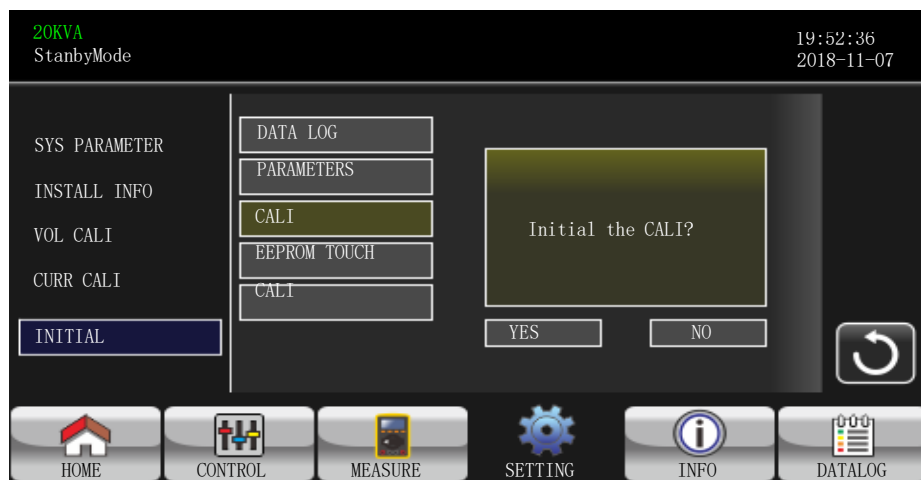 20KVA
StanbyMode
19:52:36
2018-11-07
SYS PARAMETER
INSTALL INFO
VOL CALI
CURR CALI
INITIAL
DATA LOG
PARAMETERS
CALI
EEPROM TOUCH
CALI
Initial the CALI?
YES
NO
HOME
CONTROL
MEASURE
SETTING
INFO
DATALOG